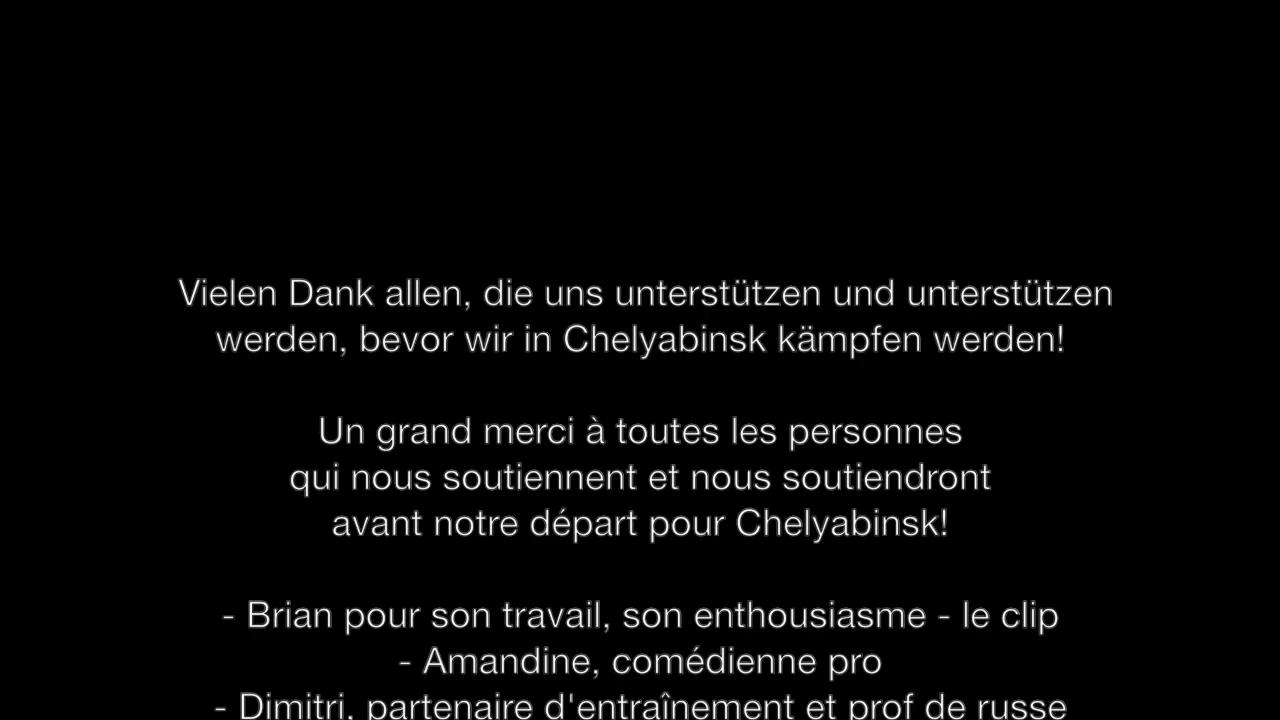 Vielen Dank allen, die uns unterstützen und unterstützen
werden, bevor wir in Chelyabinsk kämpfen werden!
Un grand merci à toutes les personnes
qui nous soutiennent et nous soutiendront
avant notre départ pour Chelyabinsk!
- Brian pour son travail, son enthousiasme - le clip
- Amandine, comédienne pro
- Dimitri, partenaire d'entraînement et prof de russe